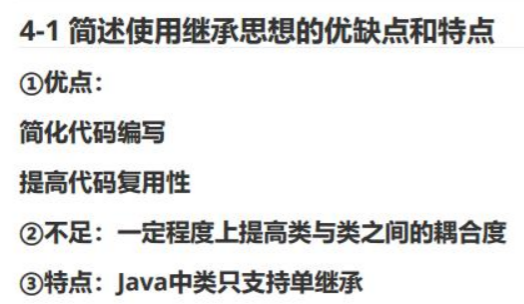 4-1 简述使用继承思想的优缺点和特点
①优点：
简化代码编写
提高代码复用性
②不足：一定程度上提高类与类之间的耦合度
③特点：Java中类只支持单继承